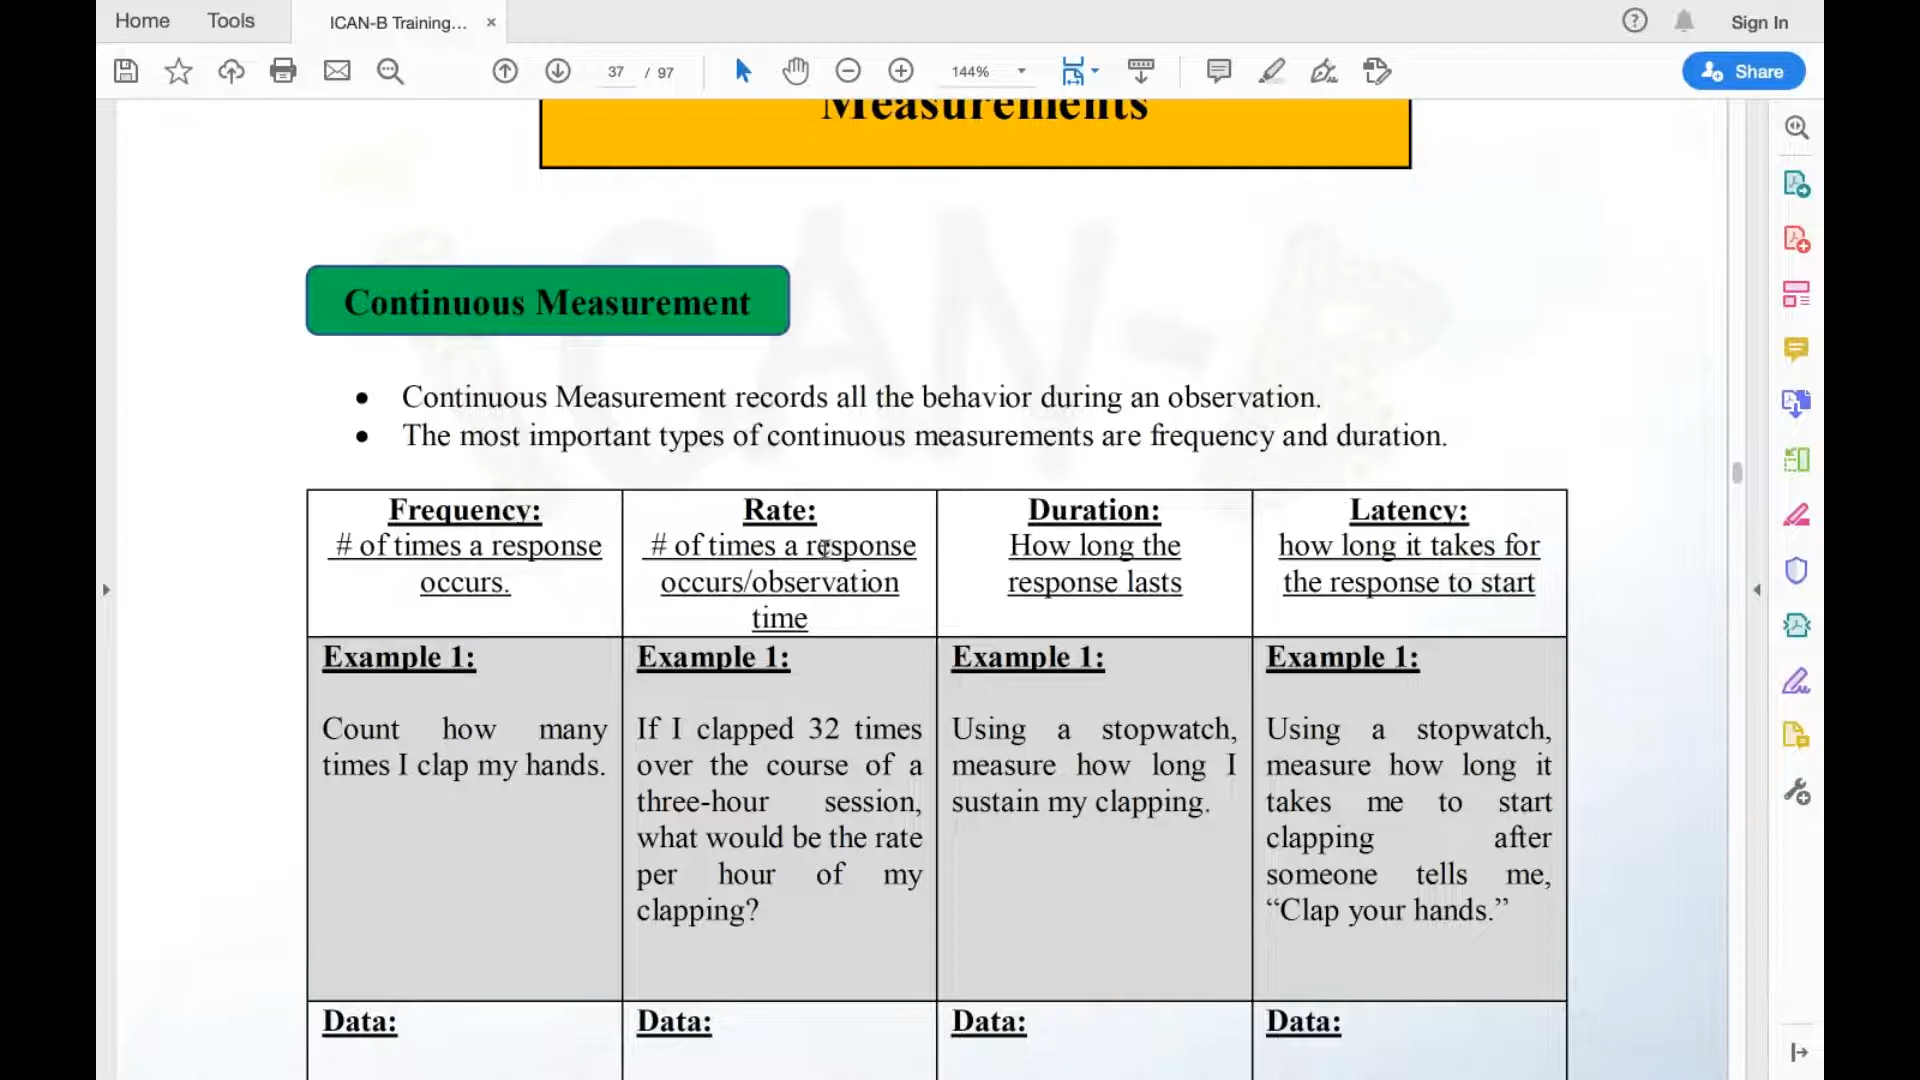 Home Tools ICAN-B Training... × Sign In
37 / 97 144% Share
Measurements
Continuous Measurement
• Continuous Measurement records all the behavior during an observation.
• The most important types of continuous measurements are frequency and duration.
Frequency:
# of times a response
occurs.
Rate:
# of times a response
occurs/observation
time
Duration:
How long the
response lasts
Latency:
how long it takes for
the response to start
Example 1:
Count how many
times I clap my hands.
Example 1:
If I clapped 32 times
over the course of a
three-hour session,
what would be the rate
per hour of my
clapping?
Example 1:
Using a stopwatch,
measure how long I
sustain my clapping.
Example 1:
Using a stopwatch,
measure how long it
takes me to start
clapping after
someone tells me,
“Clap your hands.”
Data:
Data:
Data:
Data:
ICAN-B